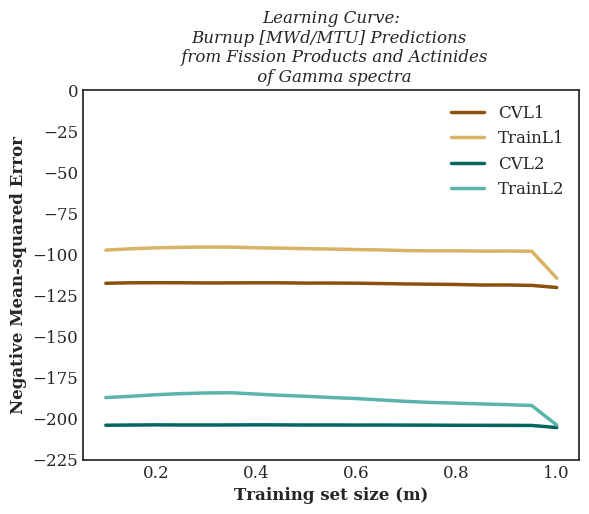 Learning Curve:
Burnup [MWd/MTU] Predictions
from Fission Products and Actinides
of Gamma spectra
Negative Mean-squared Error
0
−25
−50
−75
−100
−125
−150
−175
−200
−225
CVL1
TrainL1
CVL2
TrainL2
0.2 0.4 0.6 0.8 1.0
Training set size (m)